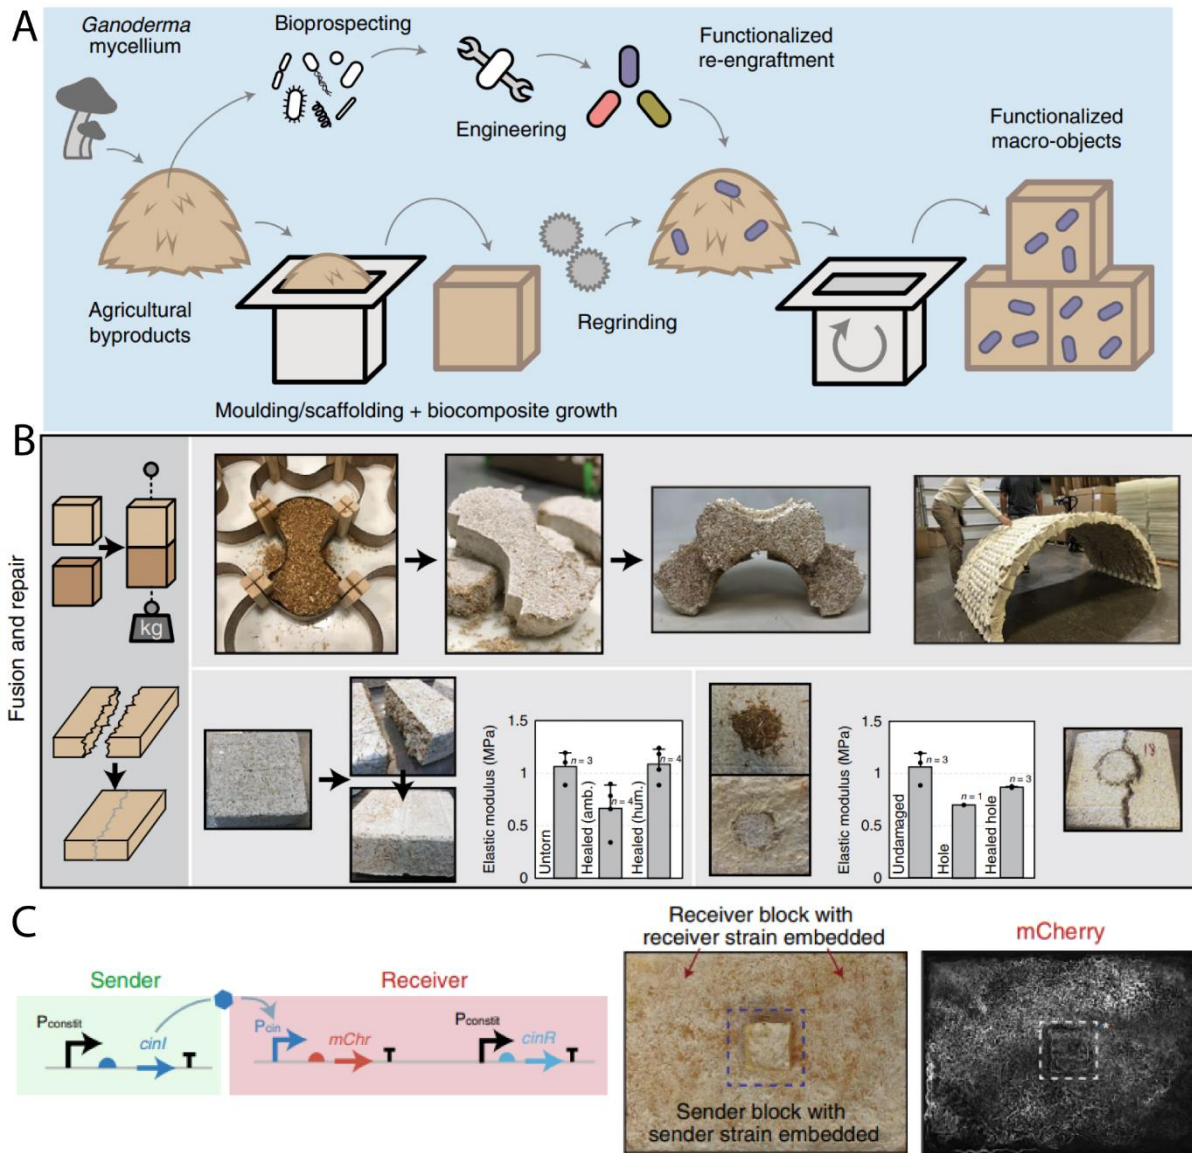 A
Ganoderma
mycellium
Bioprospecting
Engineering
Functionalized
re-engraftment
Functionalized
macro-objects
Agricultural
byproducts
Regrinding
Moulding/scaffolding + biocomposite growth
B
Fusion and repair
kg
Elastic modulus (MPa)
1.5
1
0.5
0
Untorn
n = 3
Healed (amb.)
n = 4
Healed (hum.)
n = 4
Elastic modulus (MPa)
1.5
1
0.5
0
Undamaged
n = 3
Hole
n = 1
Healed hole
n = 3
18
C
Sender
Pconstit
cinI
T
Receiver
Pcin
mChr
T
Pconstit
cinR
T
Receiver block with
receiver strain embedded
Sender block with
sender strain embedded
mCherry